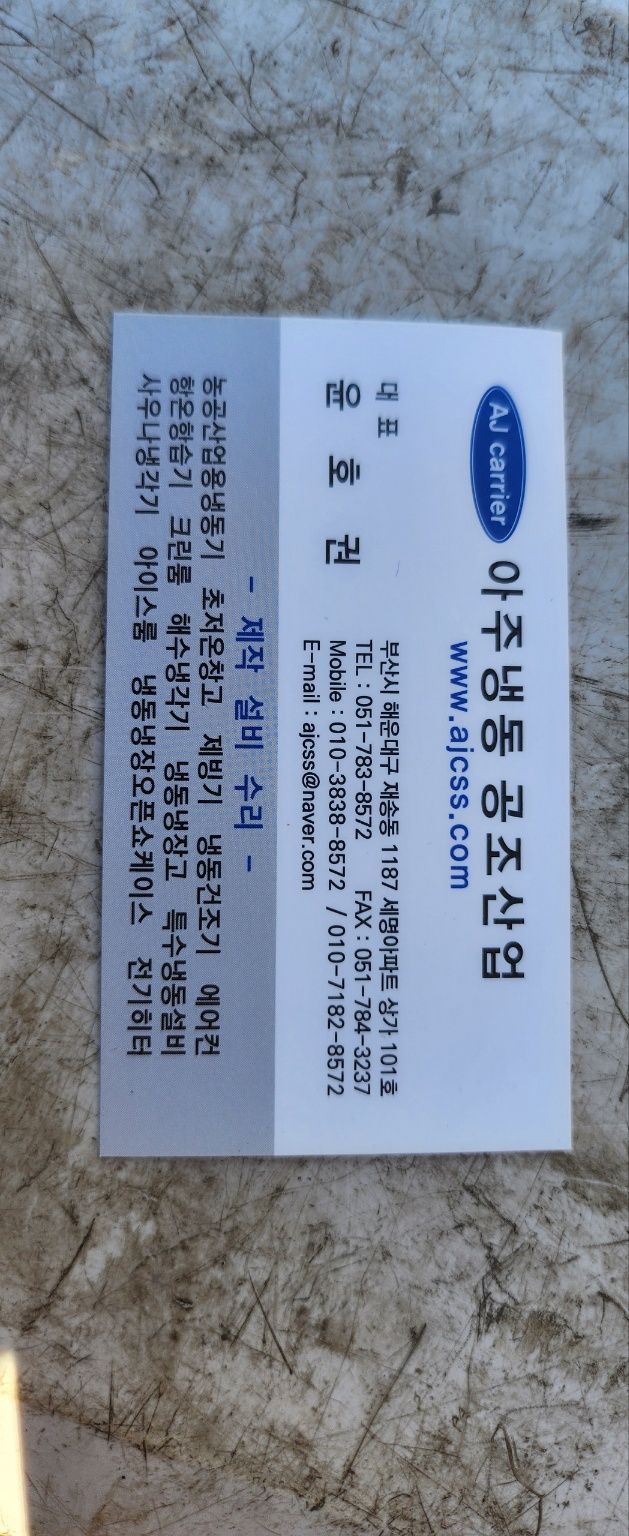 AJ carrier 아주냉동 공조산업
www.ajcss.com
대 표
윤 호 권
부산시 해운대구 재송동 1187 세명아파트 상가 101호
TEL : 051-783-8572 FAX : 051-784-3237
Mobile : 010-3838-8572 / 010-7182-8572
E-mail : ajcss@naver.com
- 제작 설비 수리 -
농공산업용냉동기 초저온창고 제빙기 냉동건조기 에어컨
항온항습기 크린룸 해수냉각기 냉동냉장고 특수냉동설비
사우나냉각기 아이스룸 냉동냉장오픈쇼케이스 전기히터